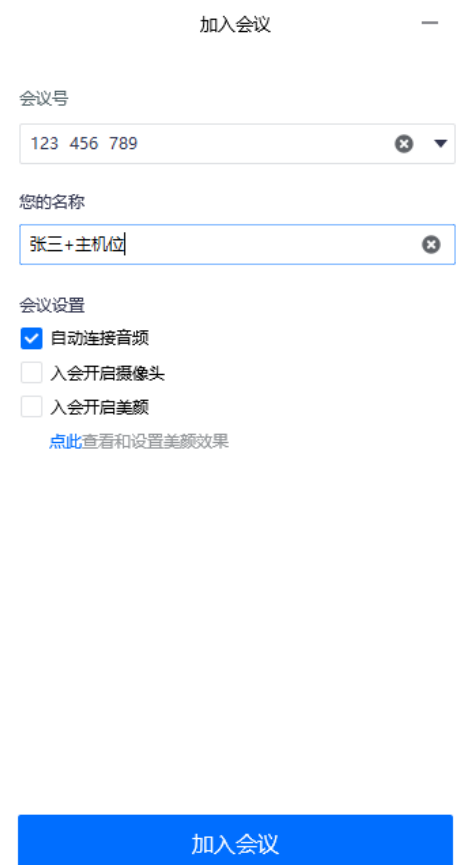 加入会议
会议号
123 456 789
您的名称
张三+主机位
会议设置
自动连接音频
入会开启摄像头
入会开启美颜
点此查看和设置美颜效果
加入会议